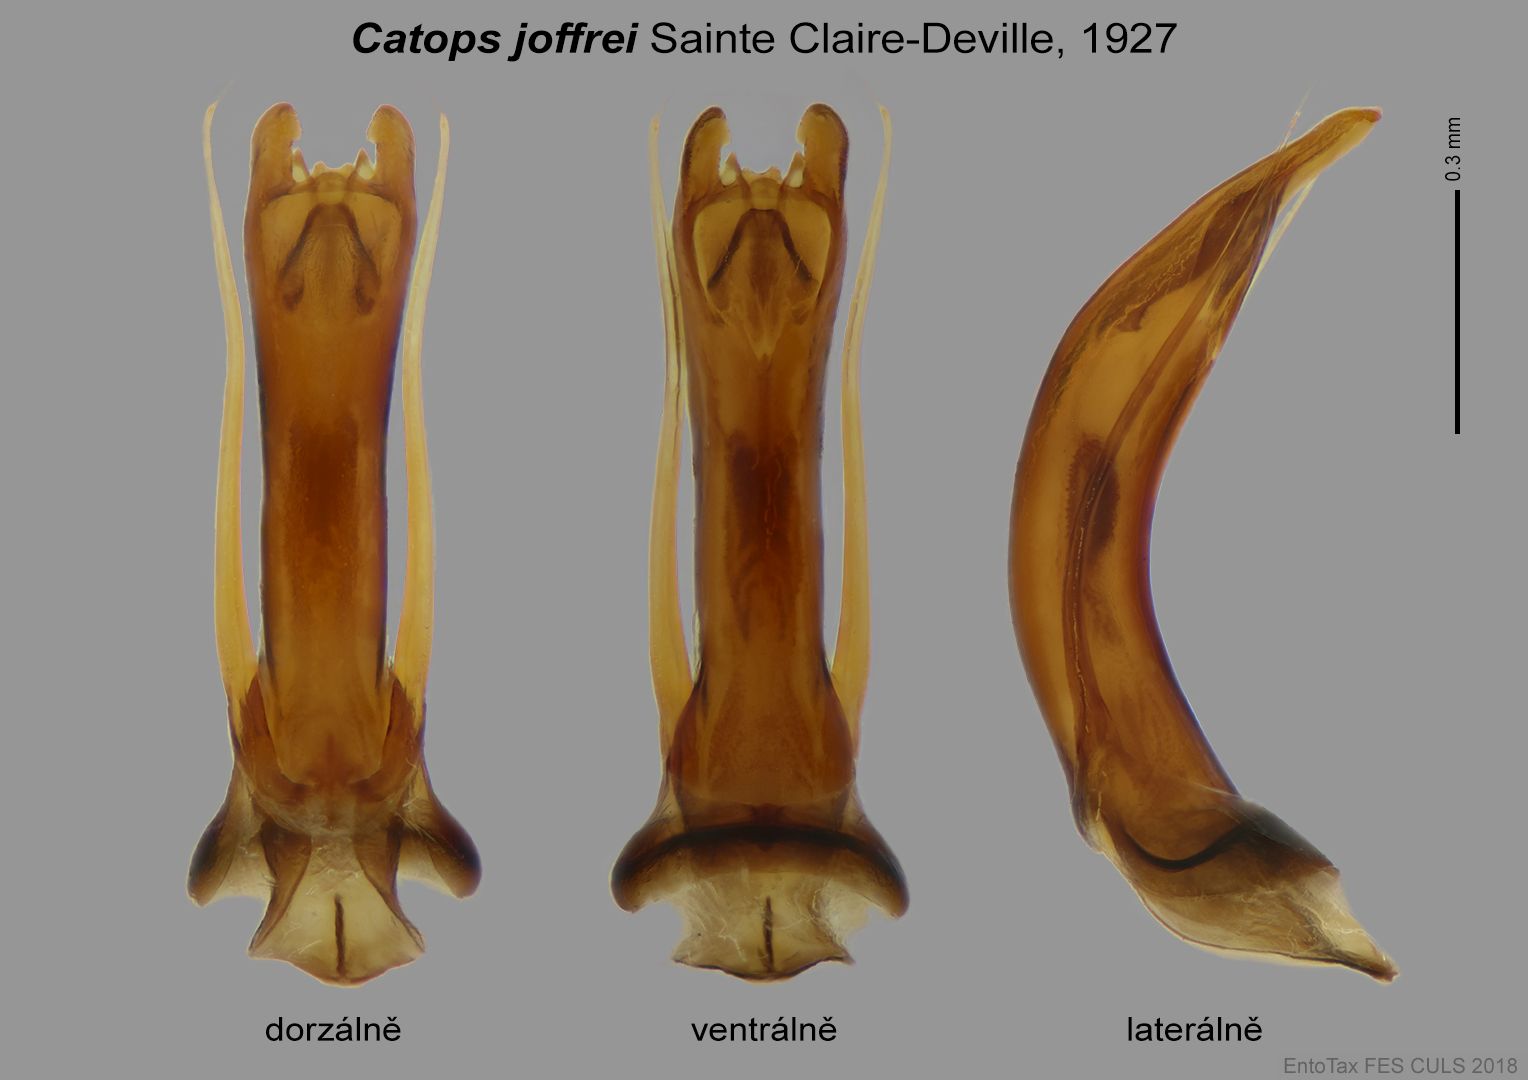 Catops joffrei Sainte Claire-Deville, 1927
0.3 mm
dorzálně
ventrálně
laterálně
EntoTax FES CULS 2018